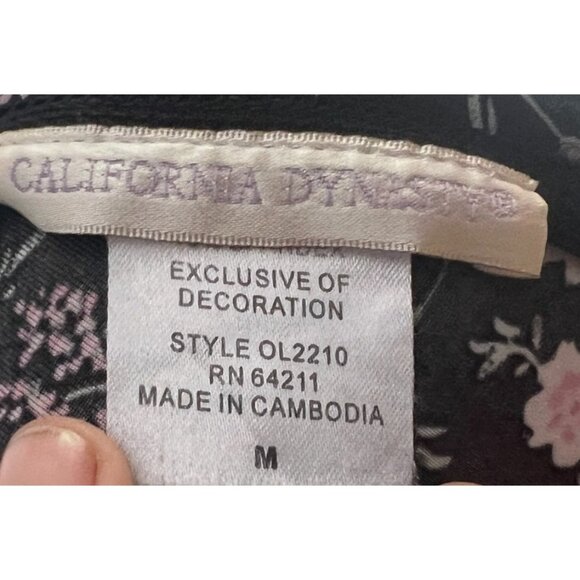 CALIFORNIA DYNASTY
EXCLUSIVE OF
DECORATION
STYLE OL2210
RN 64211
MADE IN CAMBODIA
M